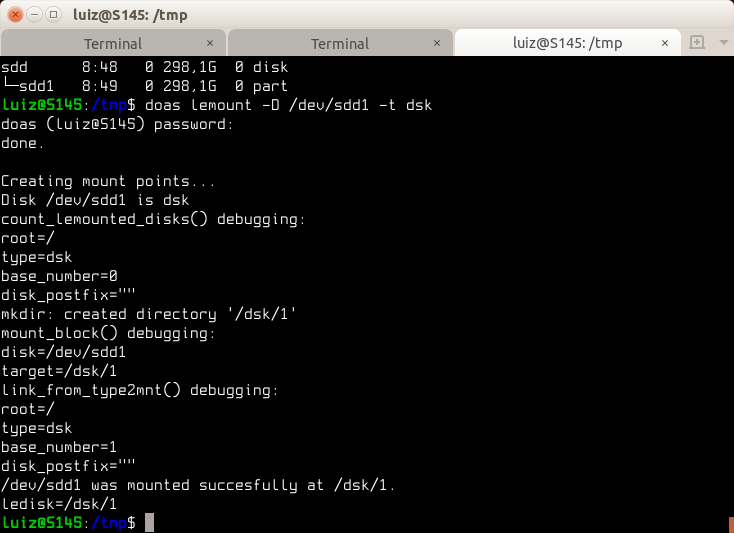 luiz@S145: /tmp
Terminal × Terminal × luiz@S145: /tmp ×
sdd 8:48 0 298,1G 0 disk
└─sdd1 8:49 0 298,1G 0 part
luiz@S145:/tmp$ doas lemount -D /dev/sdd1 -t dsk
doas (luiz@S145) password:
done.

Creating mount points...
Disk /dev/sdd1 is dsk
count_lemounted_disks() debugging:
root=/
type=dsk
base_number=0
disk_postfix=""
mkdir: created directory '/dsk/1'
mount_block() debugging:
disk=/dev/sdd1
target=/dsk/1
link_from_type2mnt() debugging:
root=/
type=dsk
base_number=1
disk_postfix=""
/dev/sdd1 was mounted succesfully at /dsk/1.
ledisk=/dsk/1
luiz@S145:/tmp$